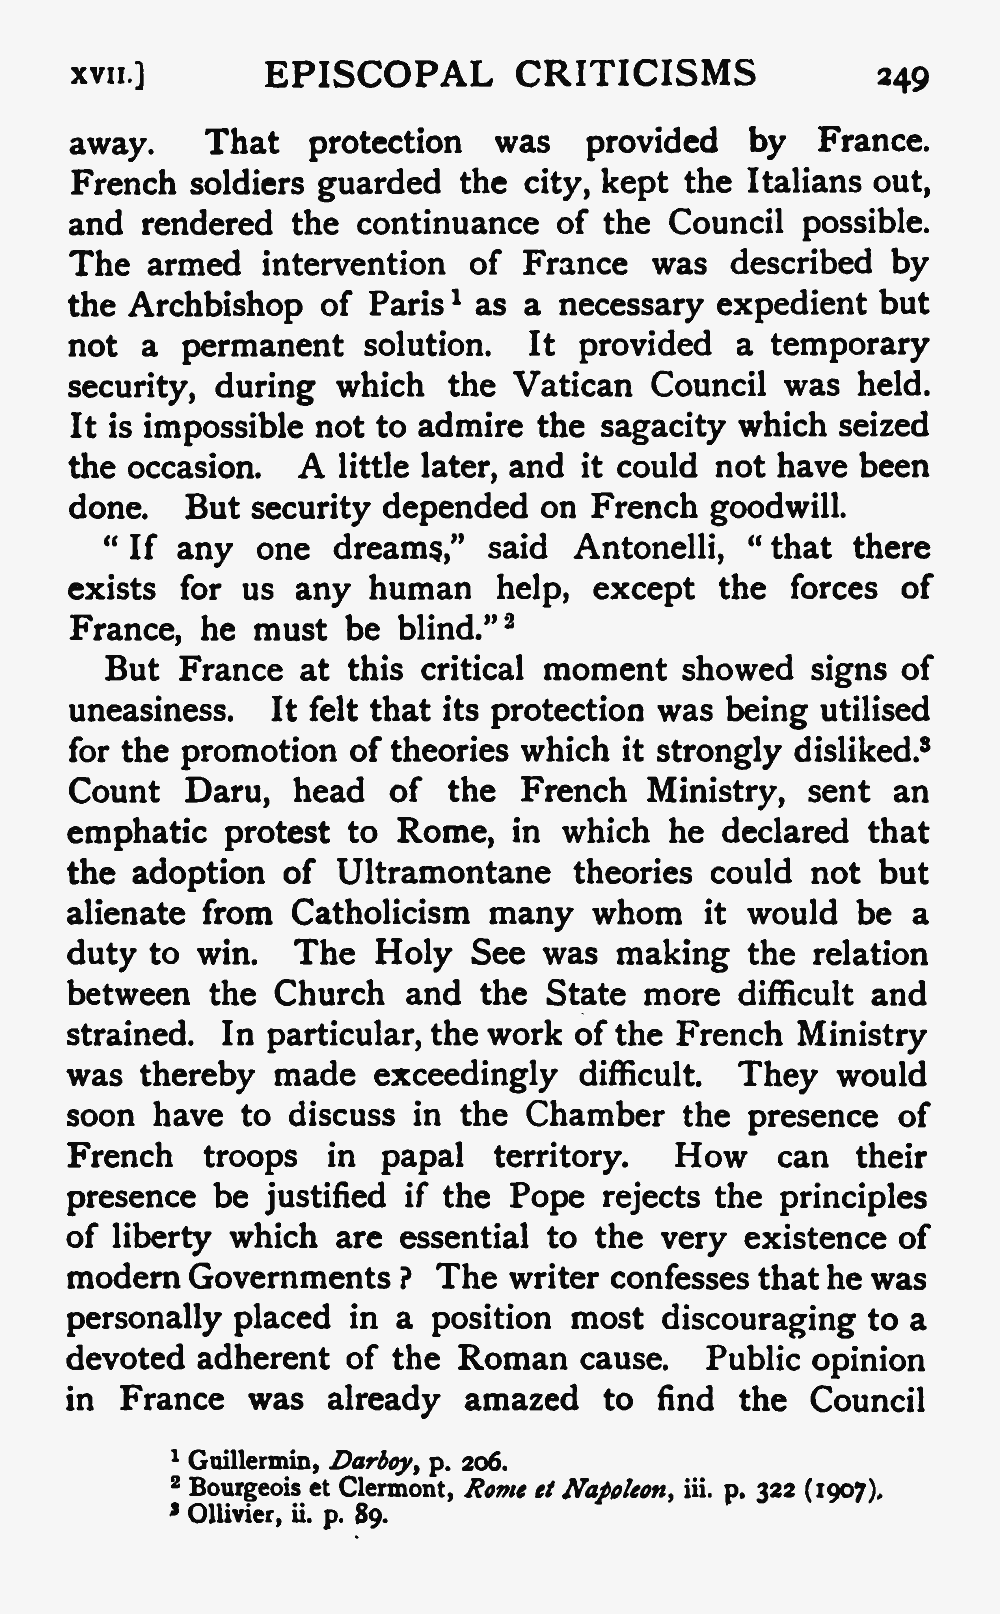 XVII.] EPISCOPAL CRITICISMS 249
away. That protection was provided by France.
French soldiers guarded the city, kept the Italians out,
and rendered the continuance of the Council possible.
The armed intervention of France was described by
the Archbishop of Paris¹ as a necessary expedient but
not a permanent solution. It provided a temporary
security, during which the Vatican Council was held.
It is impossible not to admire the sagacity which seized
the occasion. A little later, and it could not have been
done. But security depended on French goodwill.
“If any one dreams,” said Antonelli, “that there
exists for us any human help, except the forces of
France, he must be blind.”²
But France at this critical moment showed signs of
uneasiness. It felt that its protection was being utilised
for the promotion of theories which it strongly disliked.³
Count Daru, head of the French Ministry, sent an
emphatic protest to Rome, in which he declared that
the adoption of Ultramontane theories could not but
alienate from Catholicism many whom it would be a
duty to win. The Holy See was making the relation
between the Church and the State more difficult and
strained. In particular, the work of the French Ministry
was thereby made exceedingly difficult. They would
soon have to discuss in the Chamber the presence of
French troops in papal territory. How can their
presence be justified if the Pope rejects the principles
of liberty which are essential to the very existence of
modern Governments? The writer confesses that he was
personally placed in a position most discouraging to a
devoted adherent of the Roman cause. Public opinion
in France was already amazed to find the Council
¹ Guillermin, Darboy, p. 206.
² Bourgeois et Clermont, Rome et Napoleon, iii. p. 322 (1907).
³ Ollivier, ii. p. 89.